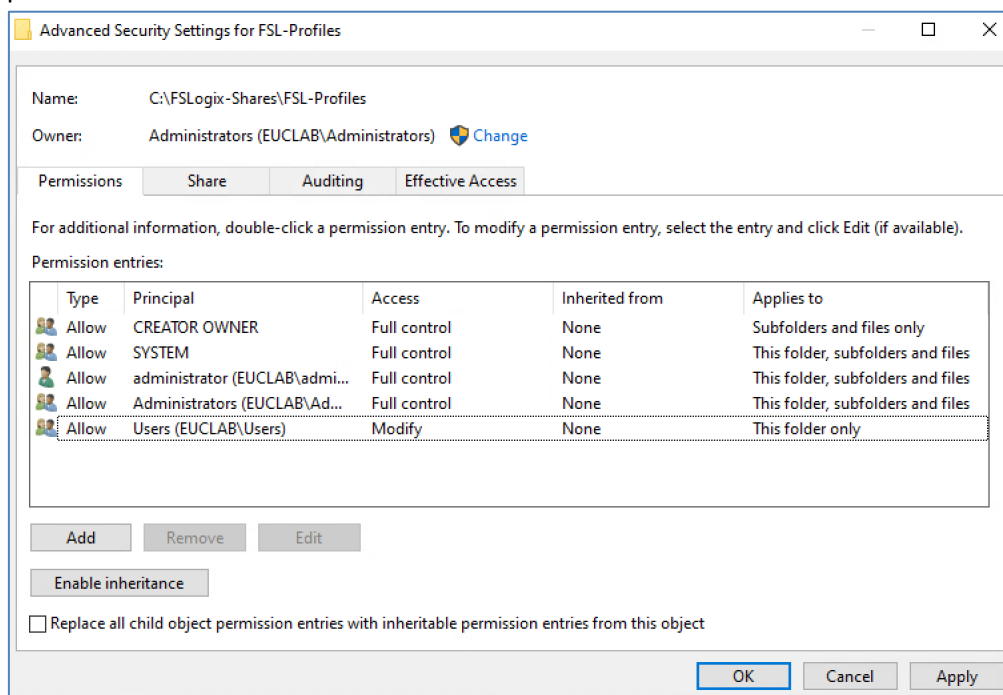 Advanced Security Settings for FSL-Profiles
Name: C:\FSLogix-Shares\FSL-Profiles
Owner: Administrators (EUCLAB\Administrators) Change
Permissions Share Auditing Effective Access
For additional information, double-click a permission entry. To modify a permission entry, select the entry and click Edit (if available).
Permission entries:
Type Principal Access Inherited from Applies to
Allow CREATOR OWNER Full control None Subfolders and files only
Allow SYSTEM Full control None This folder, subfolders and files
Allow administrator (EUCLAB\admi... Full control None This folder, subfolders and files
Allow Administrators (EUCLAB\Ad... Full control None This folder, subfolders and files
Allow Users (EUCLAB\Users) Modify None This folder only
Add Remove Edit
Enable inheritance
Replace all child object permission entries with inheritable permission entries from this object
OK Cancel Apply